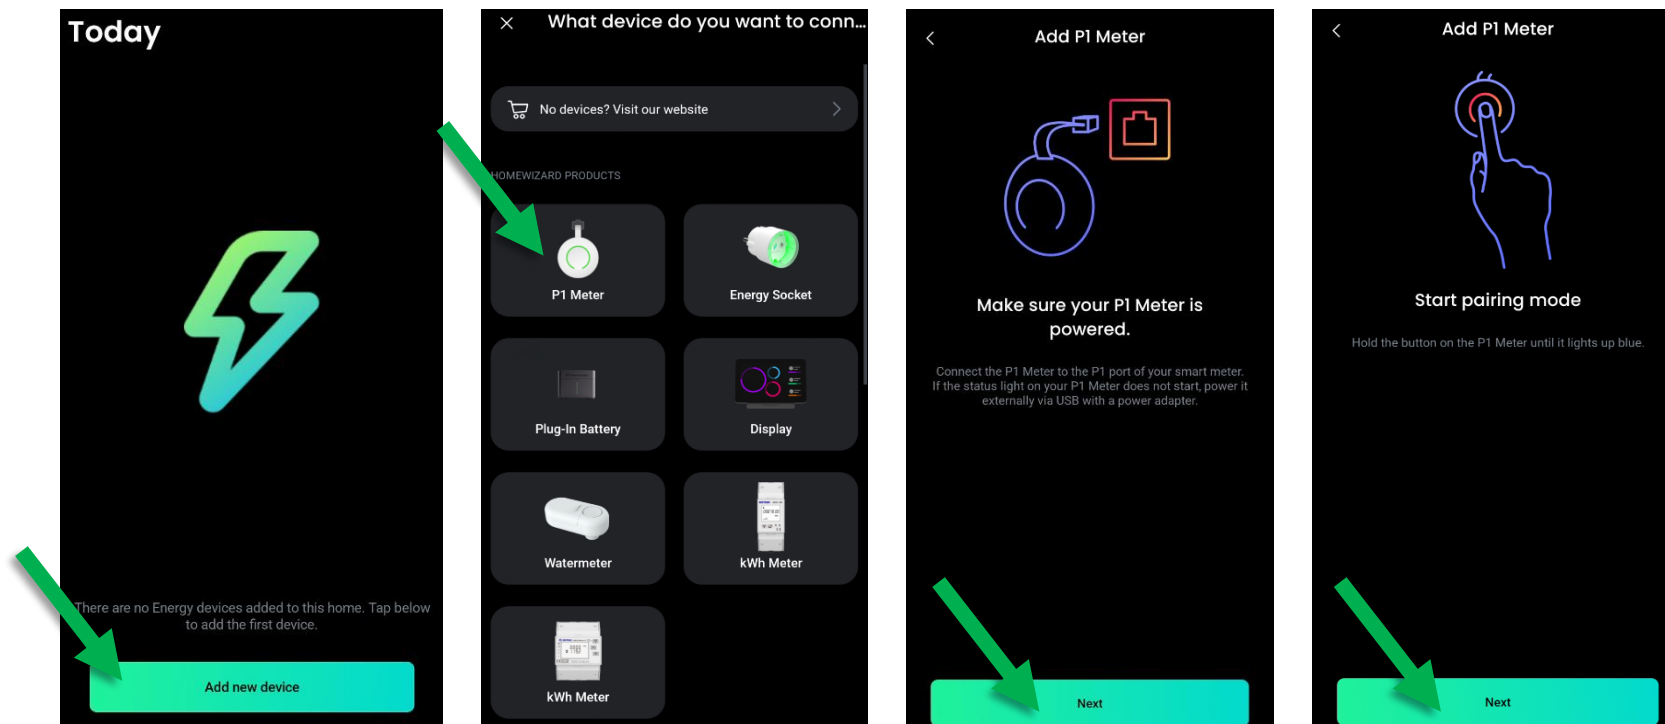 Today
There are no Energy devices added to this home. Tap below
to add the first device.
Add new device
What device do you want to conn...
No devices? Visit our website
HOMEWIZARD PRODUCTS
P1 Meter
Energy Socket
Plug-In Battery
Display
Watermeter
kWh Meter
kWh Meter
Add P1 Meter
Make sure your P1 Meter is
powered.
Connect the P1 Meter to the P1 port of your smart meter.
If the status light on your P1 Meter does not start, power it
externally via USB with a power adapter.
Next
Add P1 Meter
Start pairing mode
Hold the button on the P1 Meter until it lights up blue.
Next